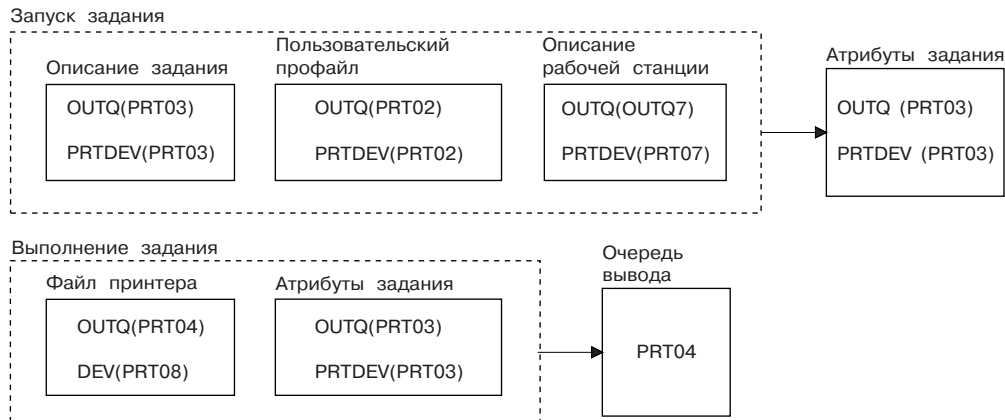 Запуск задания
Описание задания
OUTQ(PRT03)
PRTDEV(PRT03)
Пользовательский
профайл
OUTQ(PRT02)
PRTDEV(PRT02)
Описание
рабочей станции
OUTQ(OUTQ7)
PRTDEV(PRT07)
Атрибуты задания
OUTQ (PRT03)
PRTDEV (PRT03)
Выполнение задания
Файл принтера
OUTQ(PRT04)
DEV(PRT08)
Атрибуты задания
OUTQ(PRT03)
PRTDEV(PRT03)
Очередь
вывода
PRT04